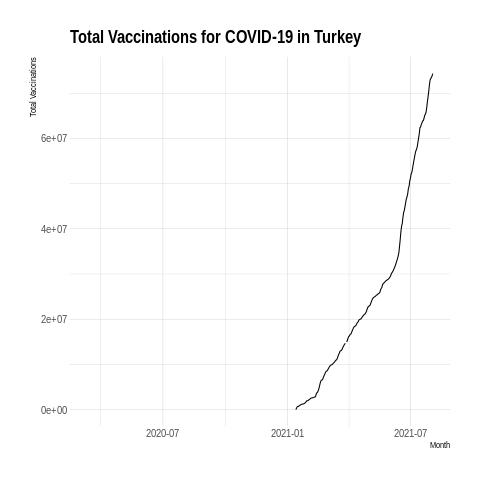 Total Vaccinations for COVID-19 in Turkey
Total Vaccinations
6e+07
4e+07
2e+07
0e+00
2020-07 2021-01 2021-07
Month